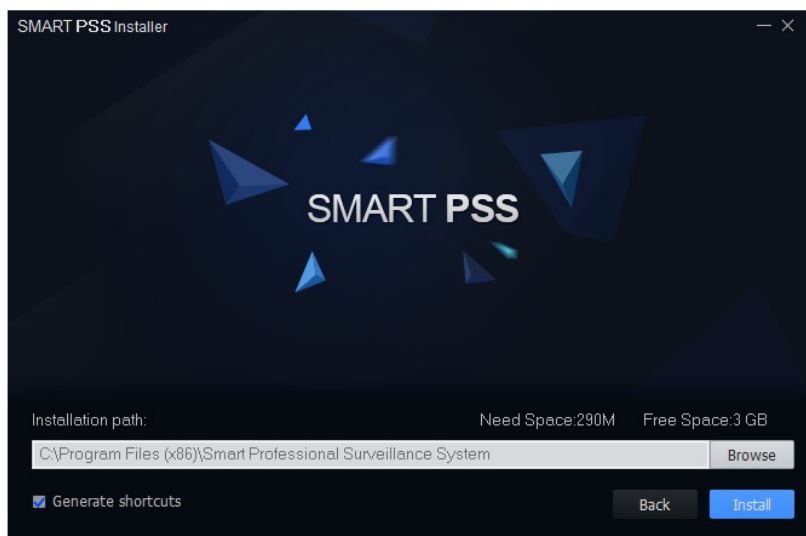 SMART PSS Installer
SMART PSS
Installation path: Need Space:290M Free Space:3 GB
C:\Program Files (x86)\Smart Professional Surveillance System Browse
Generate shortcuts Back Install